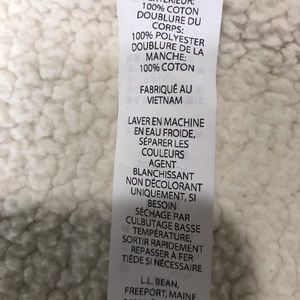 EXTÉRIEUR:
100% COTON
DOUBLURE DU
CORPS:
100% POLYESTER
DOUBLURE DE LA
MANCHE:
100% COTON
FABRIQUÉ AU
VIETNAM
LAVER EN MACHINE
EN EAU FROIDE,
SÉPARER LES
COULEURS
AGENT
BLANCHISSANT
NON DÉCOLORANT
UNIQUEMENT, SI
BESOIN
SÉCHAGE PAR
CULBUTAGE BASSE
TEMPÉRATURE,
SORTIR RAPIDEMENT
REPASSER À FER
TIÈDE SI NÉCESSAIRE
L.L. BEAN,
FREEPORT, MAINE